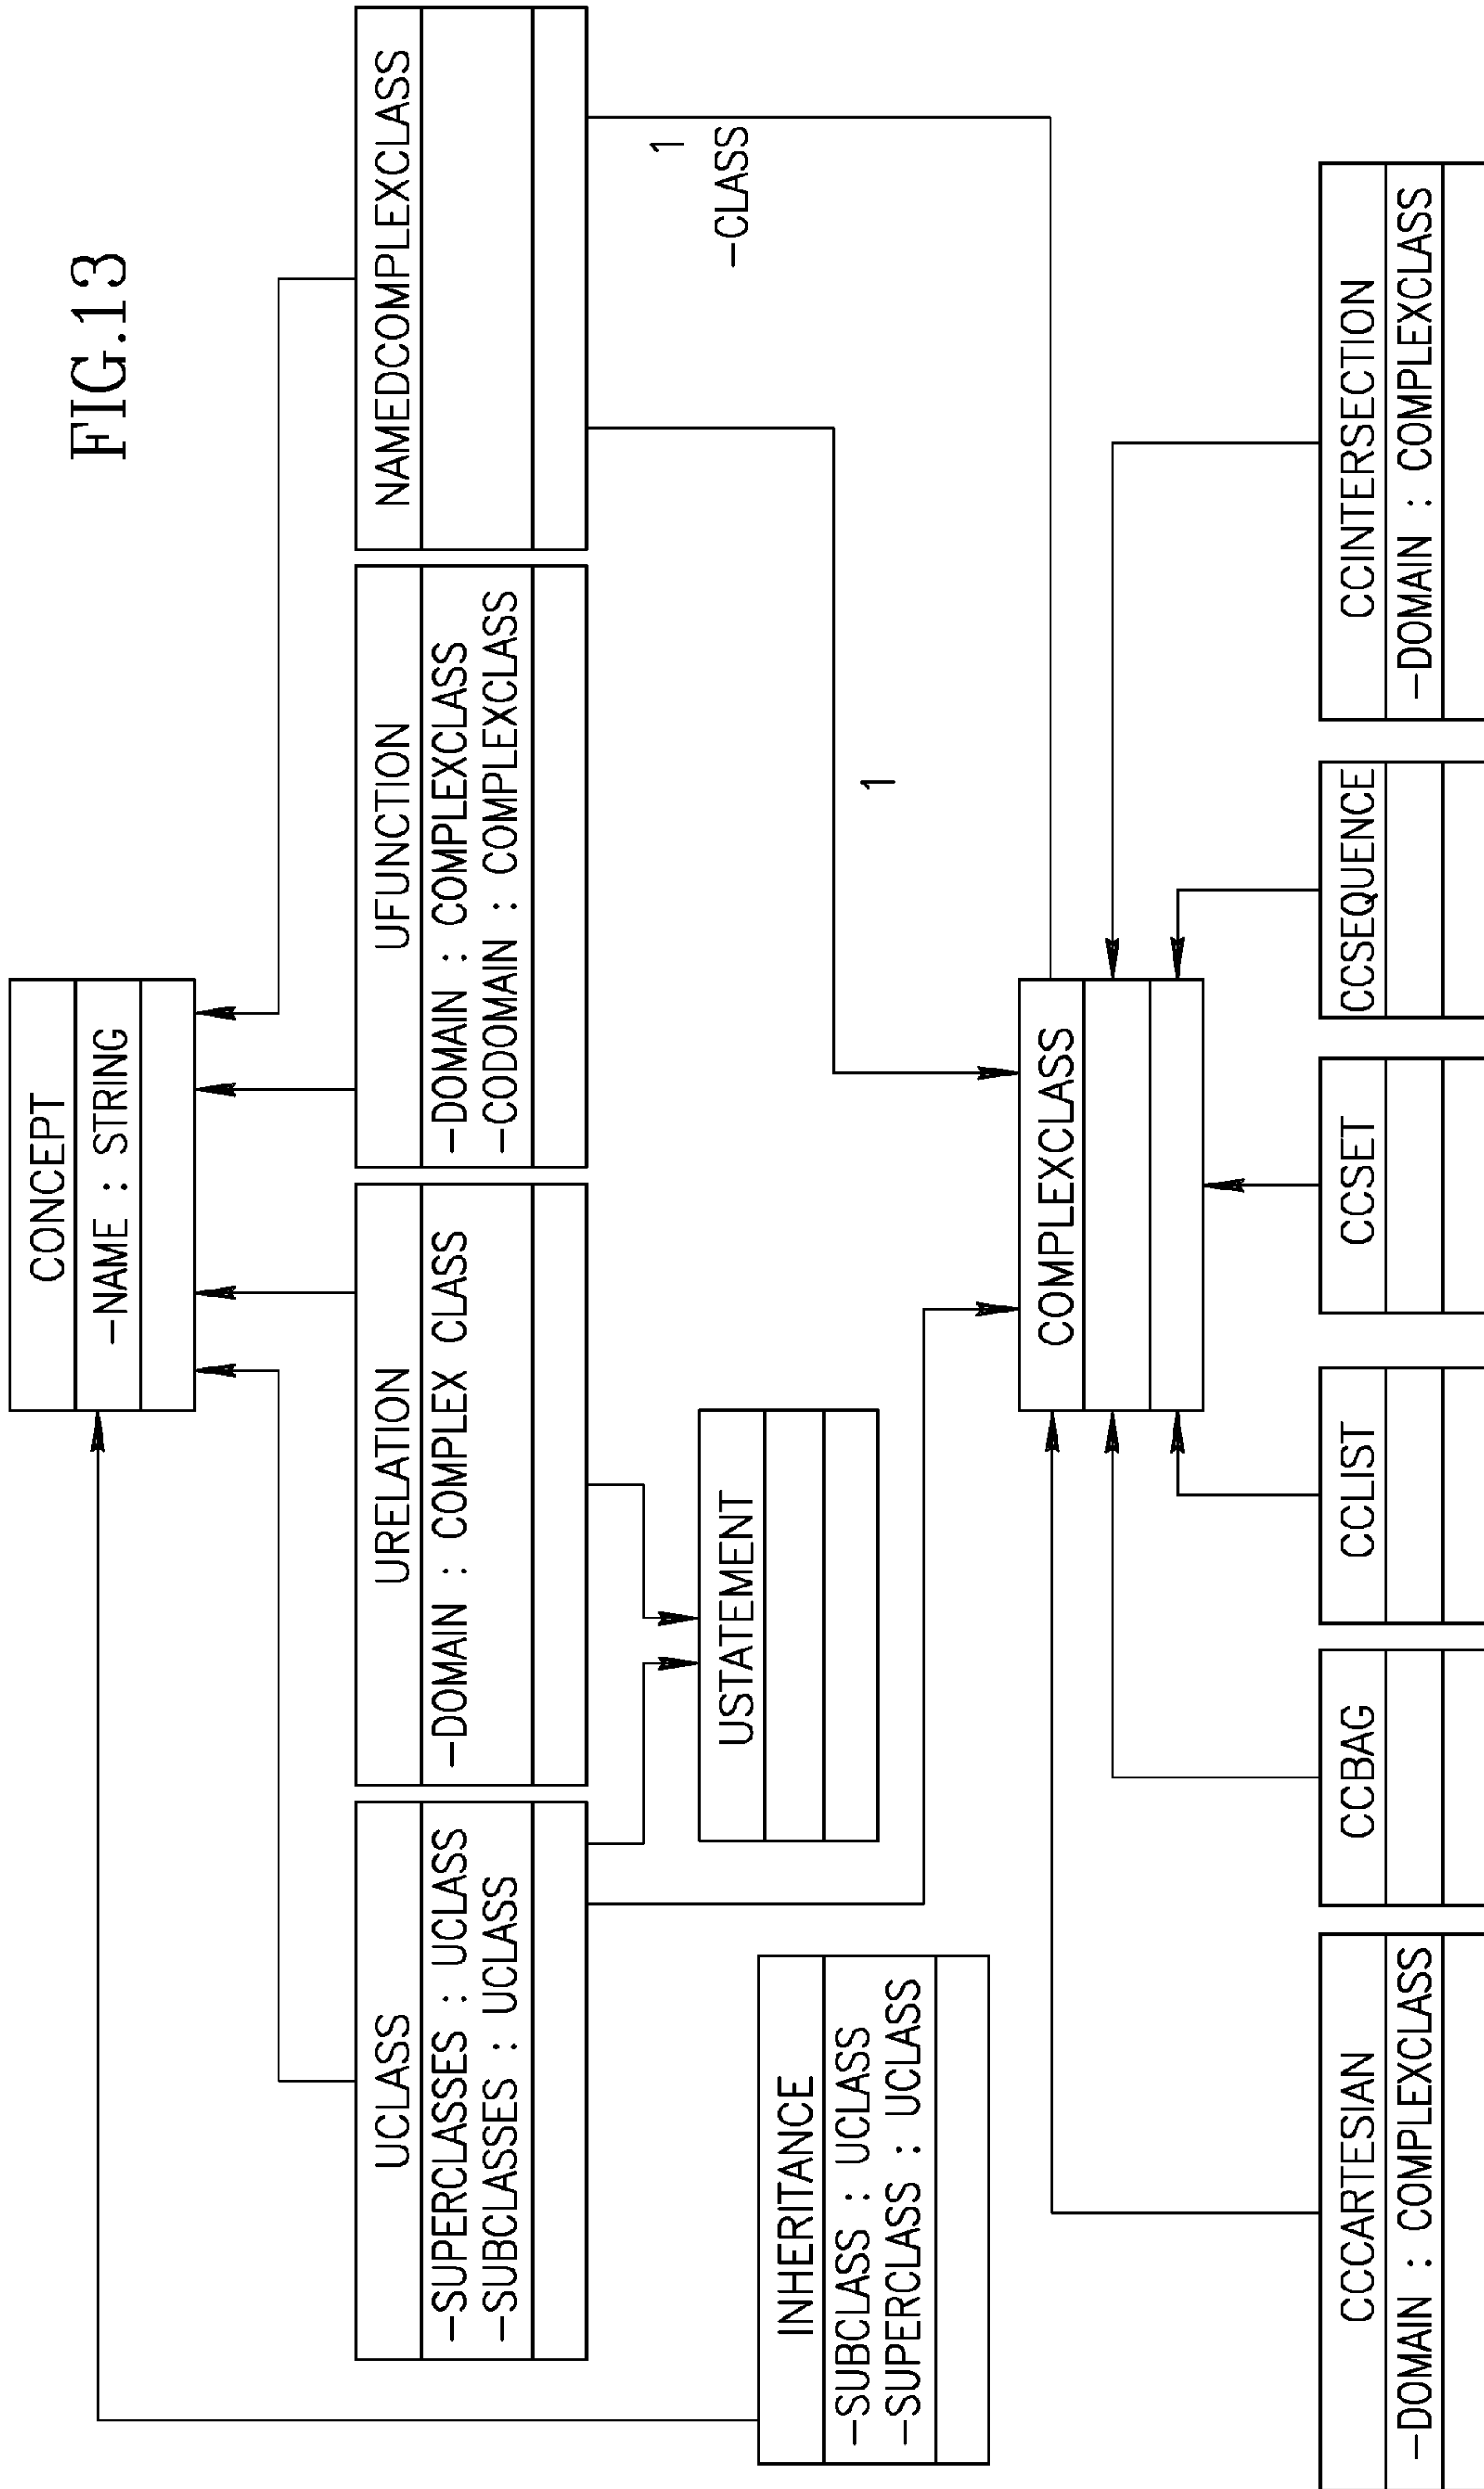 FIG.13
CONCEPT
-NAME : STRING
UCLASS
-SUPERCLASSES : UCLASS
-SUBCLASSES : UCLASS
URELATION
-DOMAIN : COMPLEX CLASS
UFUNCTION
-DOMAIN : COMPLEXCLASS
-CODOMAIN : COMPLEXCLASS
NAMEDCOMPLEXCLASS
1
-CLASS
USTATEMENT
INHERITANCE
-SUBCLASS : UCLASS
-SUPERCLASS : UCLASS
1
COMPLEXCLASS
CCCARTESIAN
-DOMAIN : COMPLEXCLASS
CCBAG
CCLIST
CCSET
CCSEQUENCE
CCINTERSECTION
-DOMAIN : COMPLEXCLASS